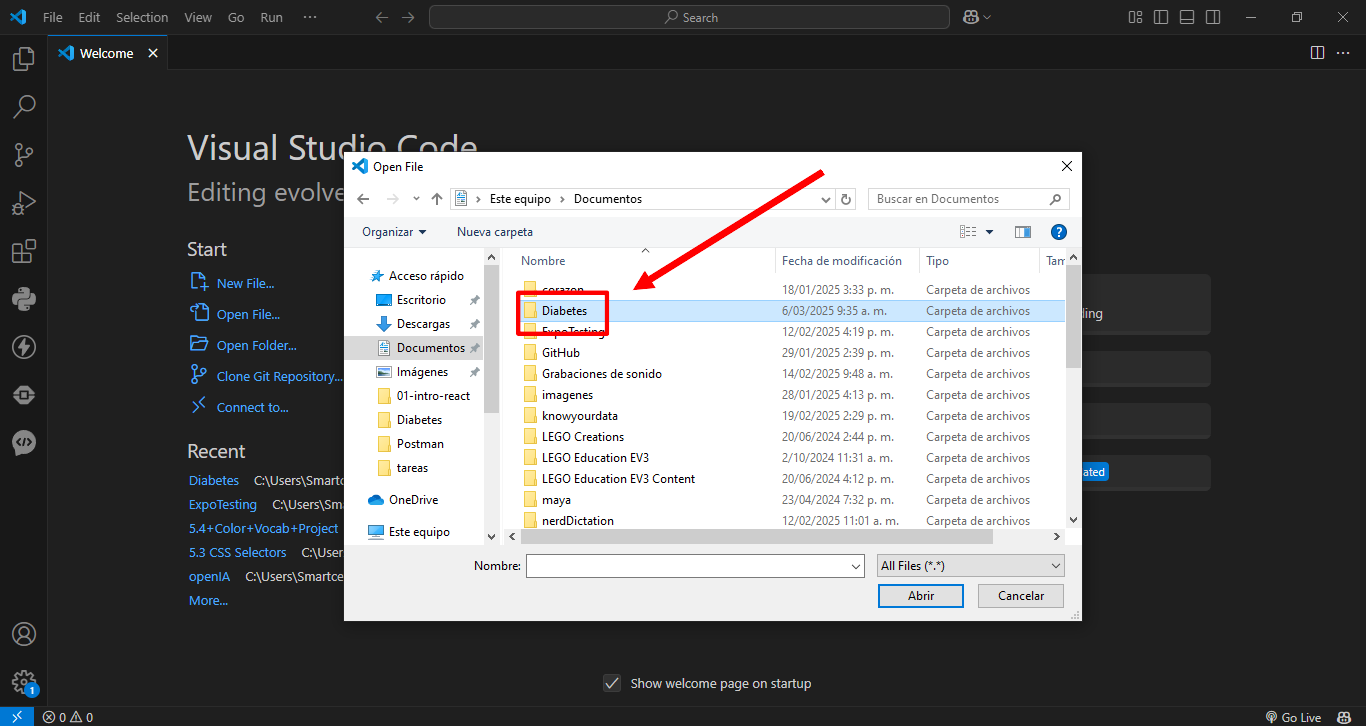 File Edit Selection View Go Run ··· Search
Welcome
Visual Studio Code
Editing evolve
Start
New File...
Open File...
Open Folder...
Clone Git Repository...
Connect to...
Recent
Diabetes C:\Users\Smartce
ExpoTesting C:\Users\Sma
5.4+Color+Vocab+Project
5.3 CSS Selectors C:\User
openIA C:\Users\Smartce
More...
Open File
Este equipo Documentos Buscar en Documentos
Organizar Nueva carpeta
Acceso rápido
Escritorio
Descargas
Documentos
Imágenes
01-intro-react
Diabetes
Postman
tareas
OneDrive
Este equipo
Nombre Fecha de modificación Tipo Tam
corazon 18/01/2025 3:33 p. m. Carpeta de archivos
Diabetes 6/03/2025 9:35 a. m. Carpeta de archivos
ExpoTesting 12/02/2025 4:19 p. m. Carpeta de archivos
GitHub 29/01/2025 2:39 p. m. Carpeta de archivos
Grabaciones de sonido 14/02/2025 9:48 a. m. Carpeta de archivos
imagenes 28/01/2025 4:13 p. m. Carpeta de archivos
knowyourdata 19/02/2025 2:29 p. m. Carpeta de archivos
LEGO Creations 20/06/2024 2:44 p. m. Carpeta de archivos
LEGO Education EV3 2/10/2024 11:31 a. m. Carpeta de archivos
LEGO Education EV3 Content 20/06/2024 4:12 p. m. Carpeta de archivos
maya 23/04/2024 7:32 p. m. Carpeta de archivos
nerdDictation 12/02/2025 11:01 a. m. Carpeta de archivos
Nombre: All Files (*.*)
Abrir Cancelar
ding
ated
Show welcome page on startup
1
0 0 Go Live